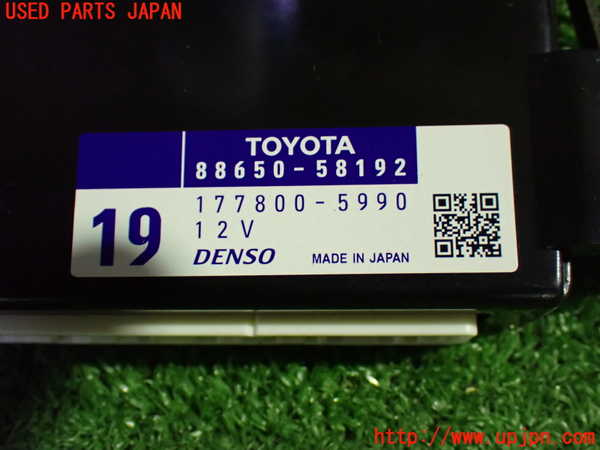 USED PARTS JAPAN
TOYOTA
88650-58192
19
177800-5990
12V
DENSO
MADE IN JAPAN
http://www.upjpn.com